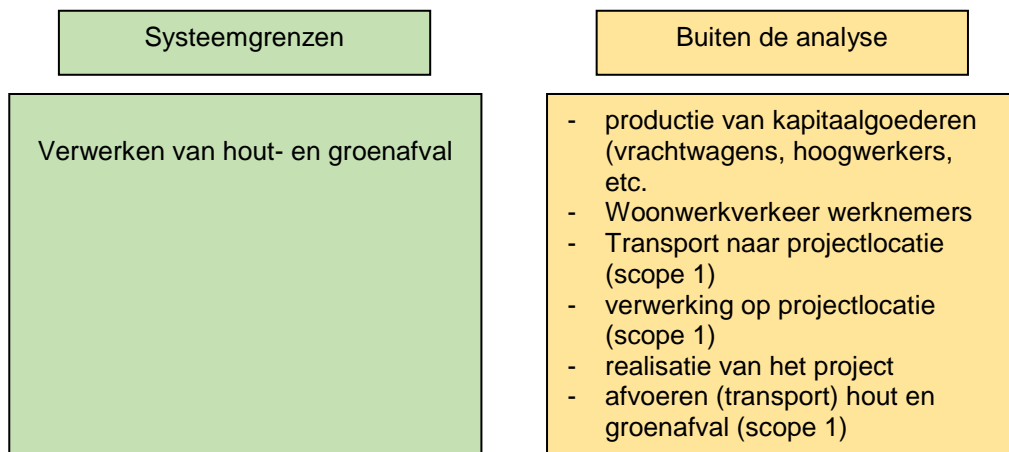 Systeemgrenzen
Verwerken van hout- en groenafval
Buiten de analyse
- productie van kapitaalgoederen
(vrachtwagens, hoogwerkers,
etc.
- Woonwerkverkeer werknemers
- Transport naar projectlocatie
(scope 1)
- verwerking op projectlocatie
(scope 1)
- realisatie van het project
- afvoeren (transport) hout en
groenafval (scope 1)